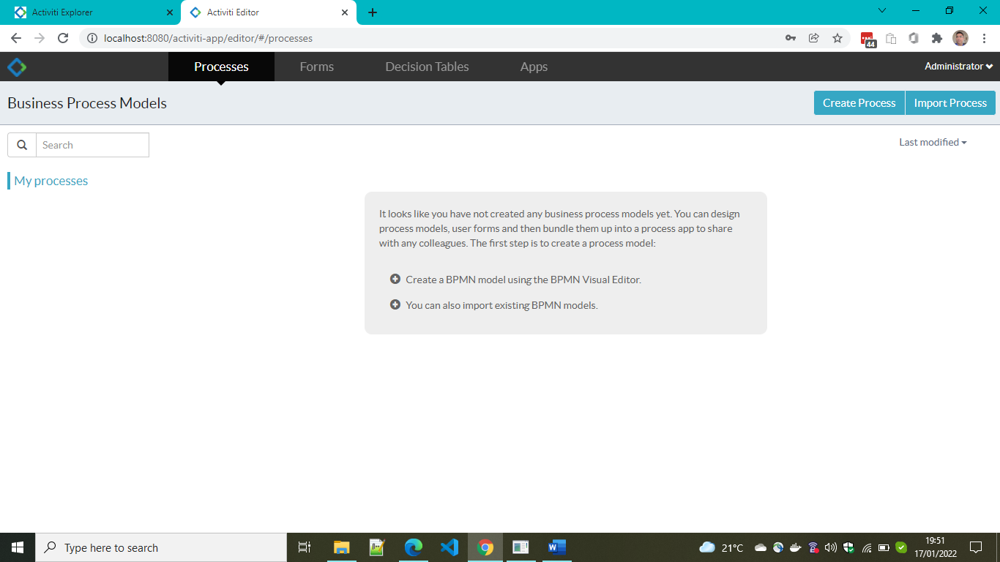 Activiti Explorer
Activiti Editor
localhost:8080/activiti-app/editor/#/processes
44
Processes
Forms
Decision Tables
Apps
Administrator
Business Process Models
Create Process
Import Process
Search
Last modified
My processes
It looks like you have not created any business process models yet. You can design
process models, user forms and then bundle them up into a process app to share
with any colleagues. The first step is to create a process model:
Create a BPMN model using the BPMN Visual Editor.
You can also import existing BPMN models.
Type here to search
21°C
19:51
17/01/2022